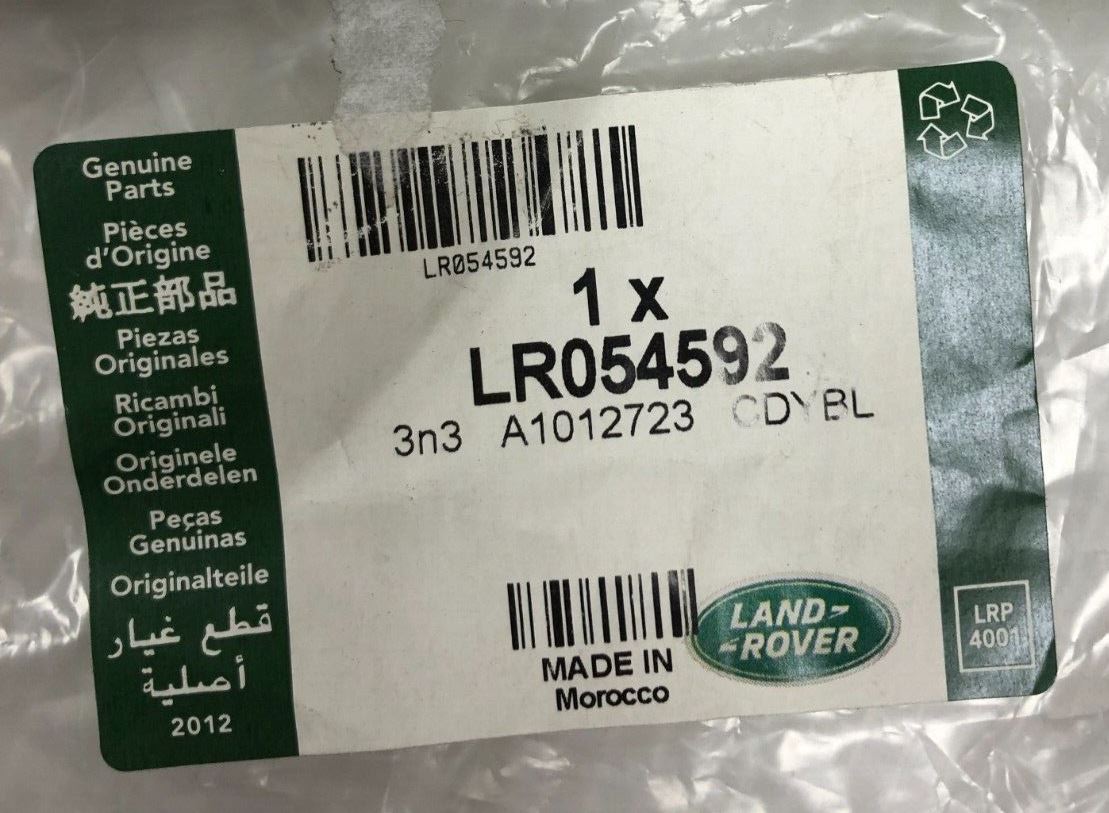 Genuine
Parts
Pièces
d'Origine
純正部品
Piezas
Originales
Ricambi
Originali
Originele
Onderdelen
Peças
Genuinas
Originalteile
قطع غيار
أصلية
2012
LR054592
1 x
LR054592
3n3 A1012723 CDYBL
MADE IN
Morocco
LAND-
-ROVER
LRP
4001